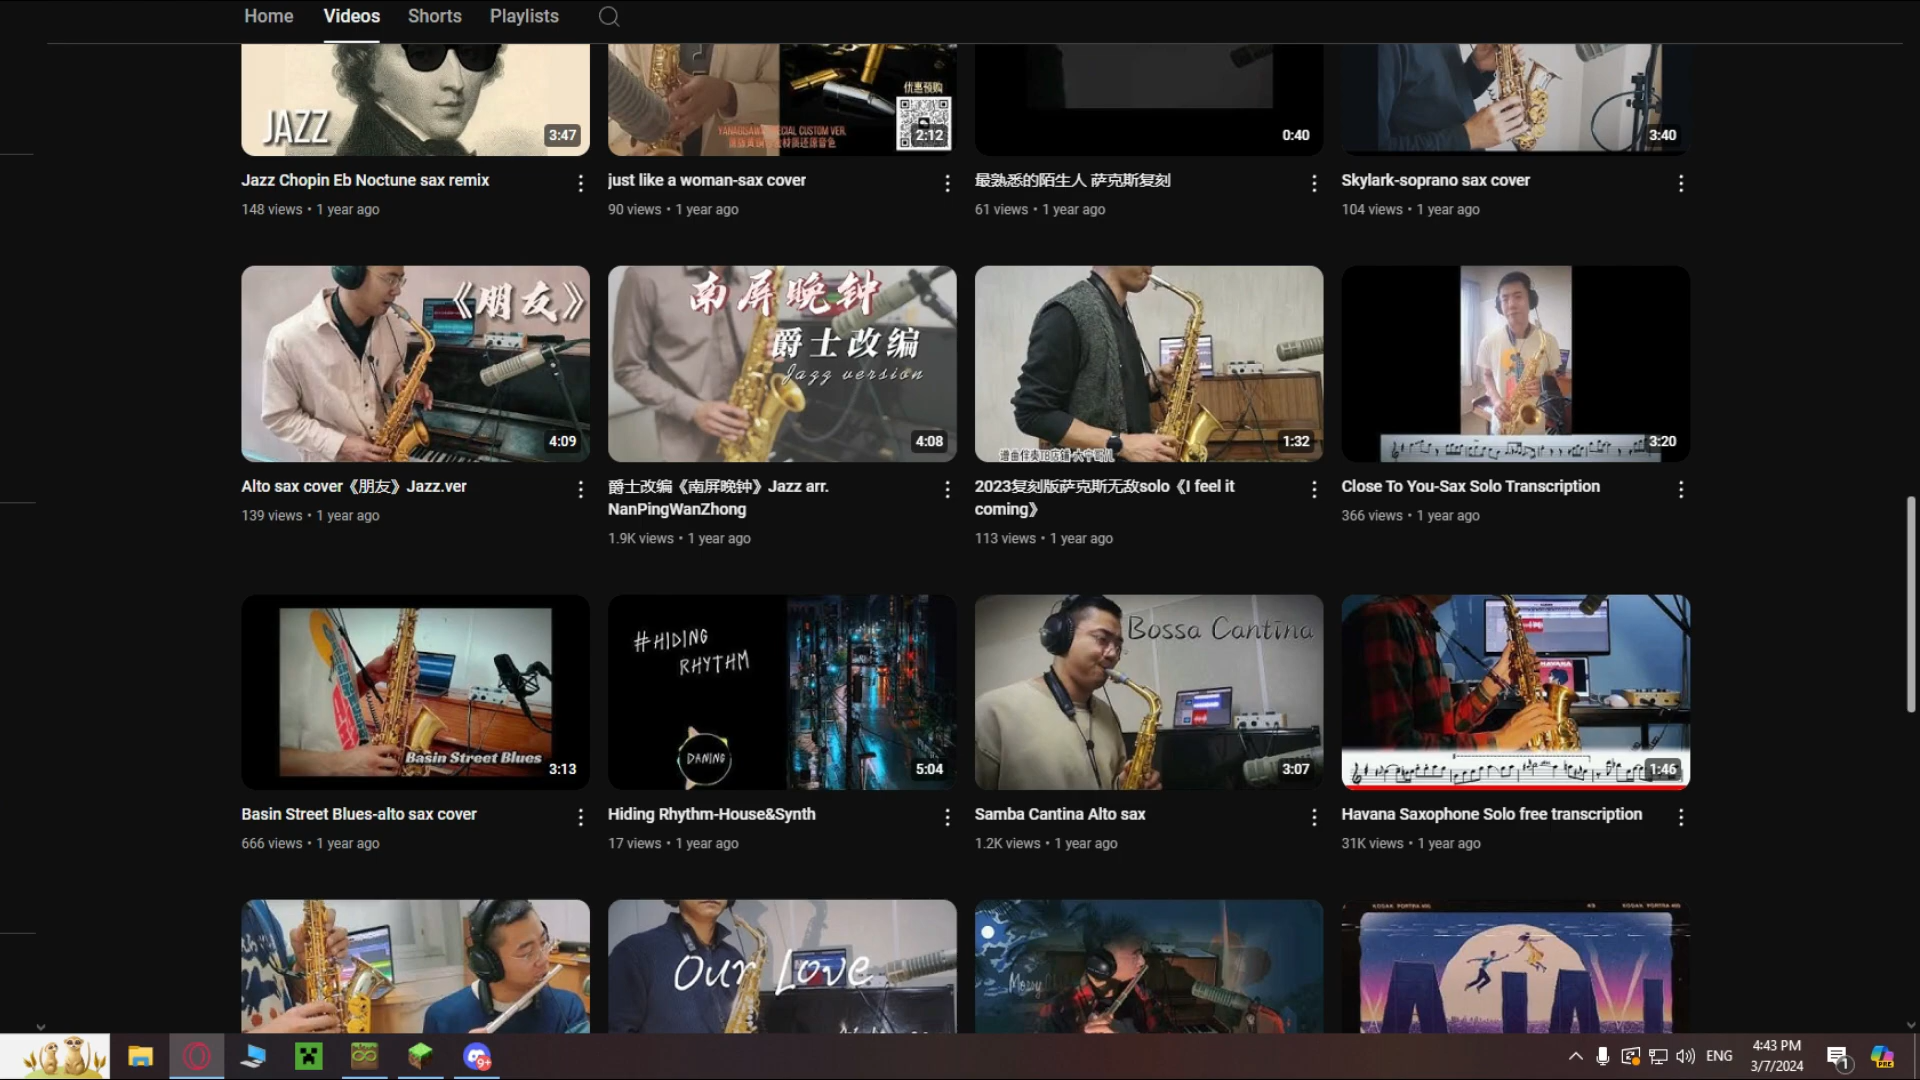 Home
Videos
Shorts
Playlists
JAZZ
3:47
优惠预购
2:12
0:40
3:40
Jazz Chopin Eb Noctune sax remix
148 views • 1 year ago
just like a woman-sax cover
90 views • 1 year ago
最熟悉的陌生人 萨克斯复刻
61 views • 1 year ago
Skylark-soprano sax cover
104 views • 1 year ago
《朋友》
4:09
南屏晚钟
爵士改编
Jazz version
4:08
1:32
3:20
Alto sax cover《朋友》Jazz.ver
139 views • 1 year ago
爵士改编《南屏晚钟》Jazz arr.
NanPingWanZhong
1.9K views • 1 year ago
2023复刻版萨克斯无敌solo《I feel it
coming》
113 views • 1 year ago
Close To You-Sax Solo Transcription
366 views • 1 year ago
Basin Street Blues
3:13
#HIDING
RHYTHM
DANING
5:04
Bossa Cantina
3:07
HAVANA
1:46
Basin Street Blues-alto sax cover
666 views • 1 year ago
Hiding Rhythm-House&Synth
17 views • 1 year ago
Samba Cantina Alto sax
1.2K views • 1 year ago
Havana Saxophone Solo free transcription
31K views • 1 year ago
Our Love
9+
ENG
4:43 PM
3/7/2024
1
PRE